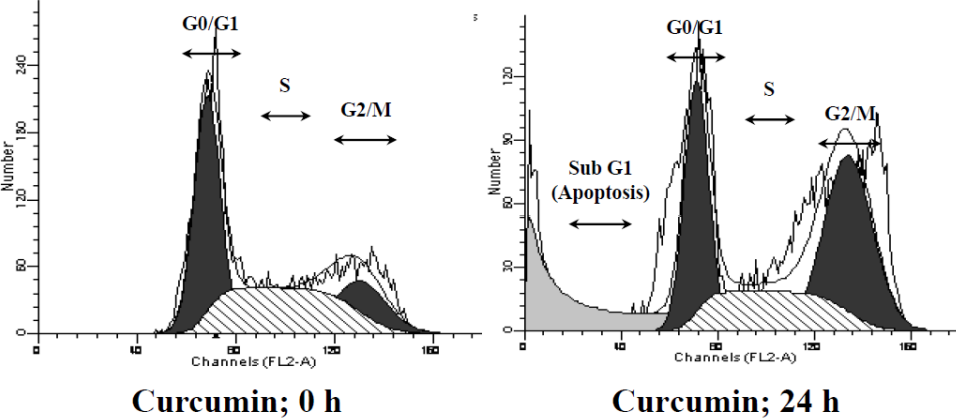 G0/G1
S
G2/M
240
180
120
60
0
Number
0
40
80
120
160
Channels (FL2-A)
Curcumin; 0 h
G0/G1
S
G2/M
Sub G1
(Apoptosis)
120
90
60
30
0
Number
0
40
80
120
160
Channels (FL2-A)
Curcumin; 24 h